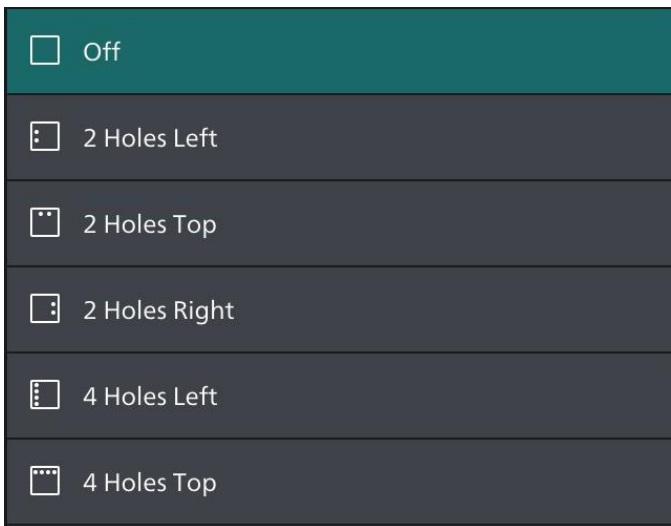 Off
2 Holes Left
2 Holes Top
2 Holes Right
4 Holes Left
4 Holes Top